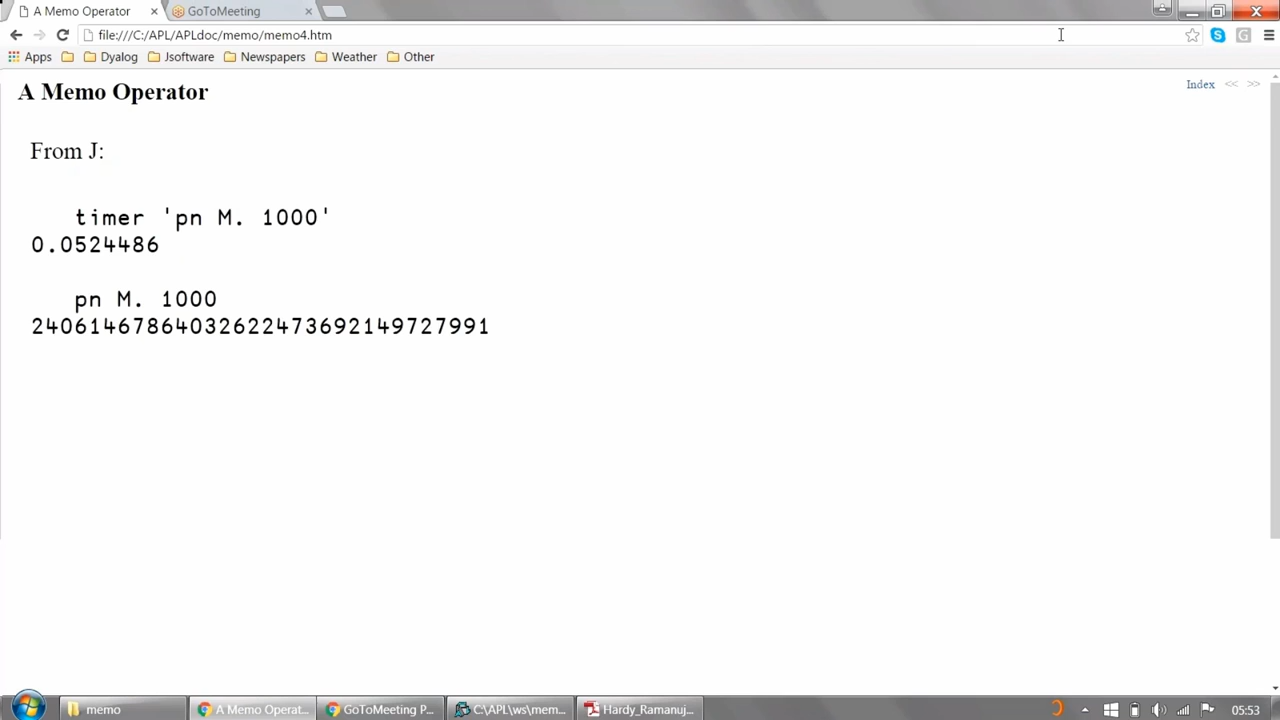 A Memo Operator
GoToMeeting
file:///C:/APL/APLdoc/memo/memo4.htm
Apps Dyalog Jsoftware Newspapers Weather Other
A Memo Operator
Index << >>
From J:
timer 'pn M. 1000'
0.0524486
pn M. 1000
24061467864032622473692149727991
memo
A Memo Operat...
GoToMeeting P...
C:\APL\ws\mem...
Hardy_Ramanuj...
05:53